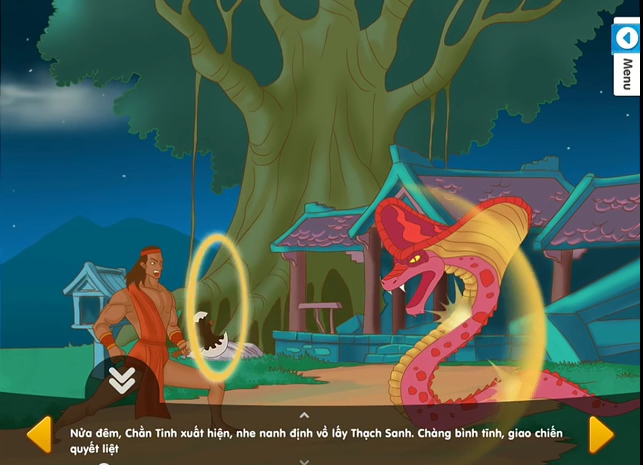 Menu
Nửa đêm, Chằn Tinh xuất hiện, nhe nanh định vồ lấy Thạch Sanh. Chàng bình tĩnh, giao chiến
quyết liệt